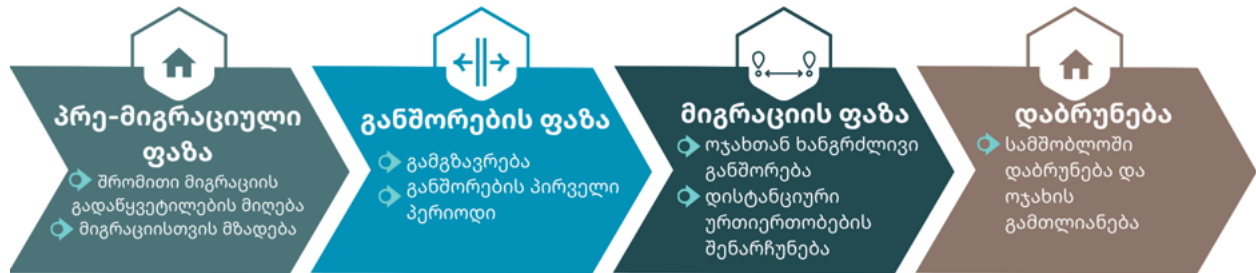 პრე-მიგრაციული
ფაზა
შრომითი მიგრაციის
გადაწყვეტილების მიღება
მიგრაციისთვის მზადება
განშორების ფაზა
გამგზავრება
განშორების პირველი
პერიოდი
მიგრაციის ფაზა
ოჯახთან ხანგრძლივი
განშორება
დისტანციური
ურთიერთობების
შენარჩუნება
დაბრუნება
სამშობლოში
დაბრუნება და
ოჯახის
გამთლიანება